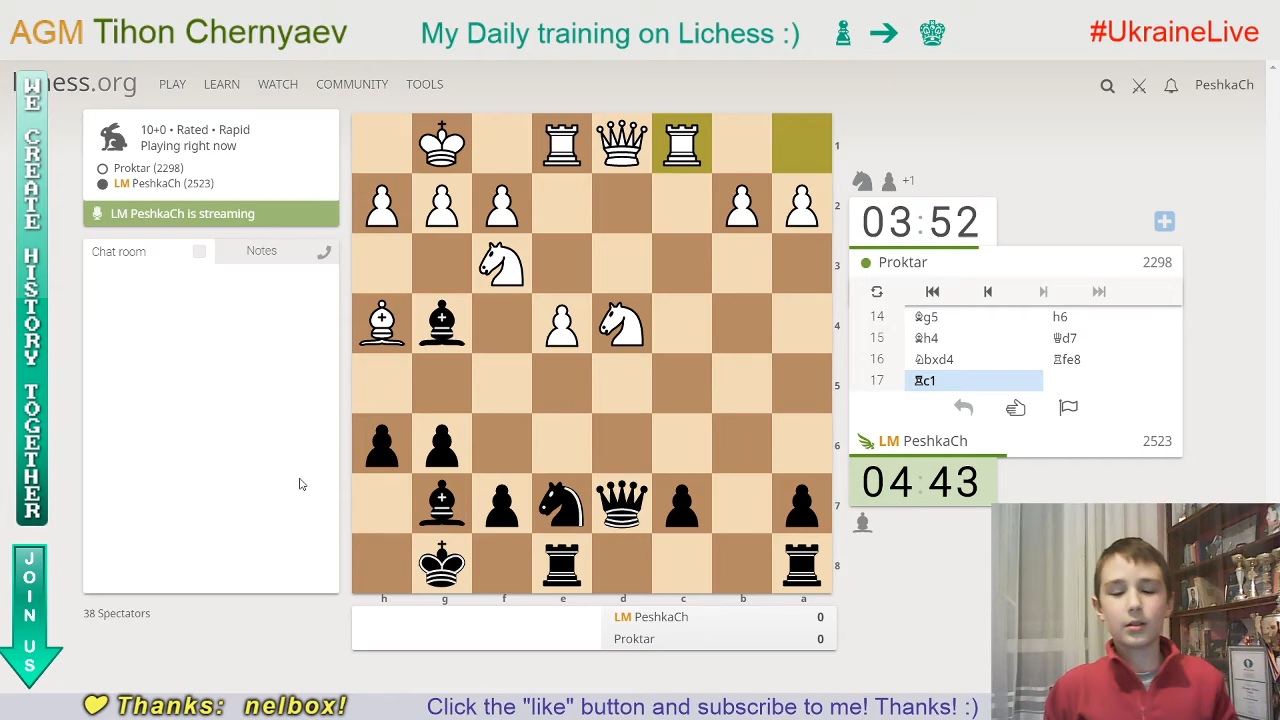 AGM Tihon Chernyaev
My Daily training on Lichess :)
#UkraineLive
WE CREATE HISTORY TOGETHER
JOIN US
lichess.org
PLAY LEARN WATCH COMMUNITY TOOLS
PeshkaCh
10+0 • Rated • Rapid
Playing right now
Proktar (2298)
LM PeshkaCh (2523)
LM PeshkaCh is streaming
Chat room
Notes
38 Spectators
1
2
3
4
5
6
7
8
h g f e d c b a
LM PeshkaCh 0
Proktar 0
+1
03:52
Proktar 2298
14 ♗g5 h6
15 ♗h4 ♕d7
16 ♘bxd4 ♖fe8
17 ♖c1
LM PeshkaCh 2523
04:43
Thanks: nelbox!
Click the "like" button and subscribe to me! Thanks! :)